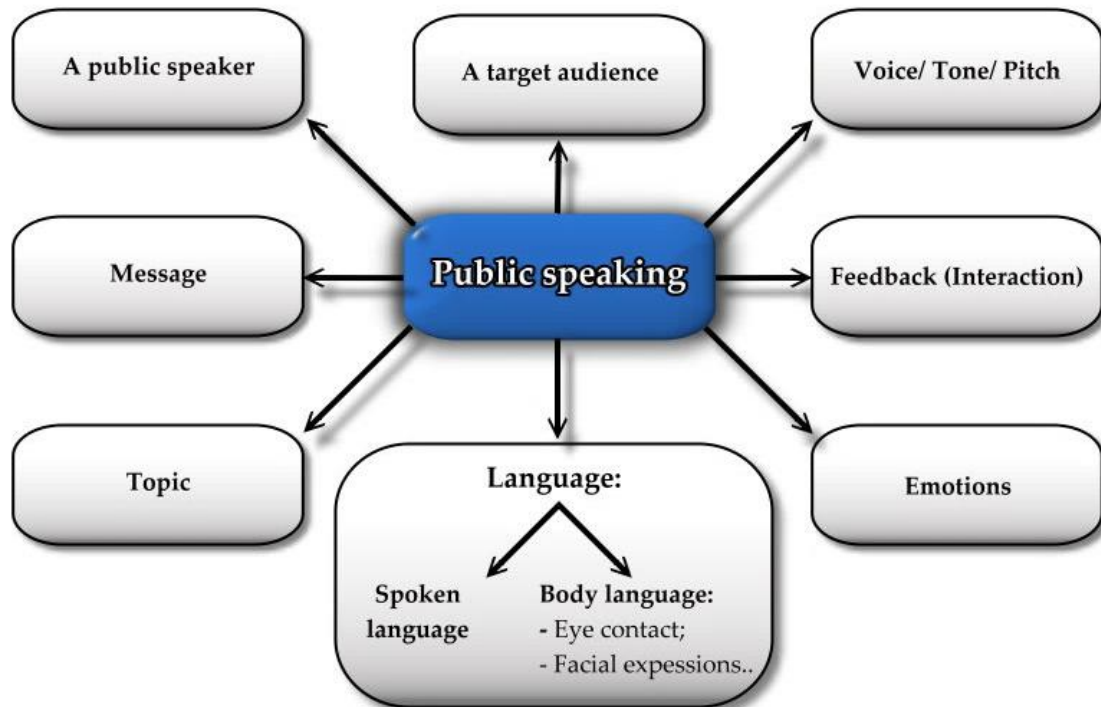 A public speaker
A target audience
Voice/ Tone/ Pitch
Message
Public speaking
Feedback (Interaction)
Topic
Language:
Emotions
Spoken
language
Body language:
- Eye contact;
- Facial expessions..